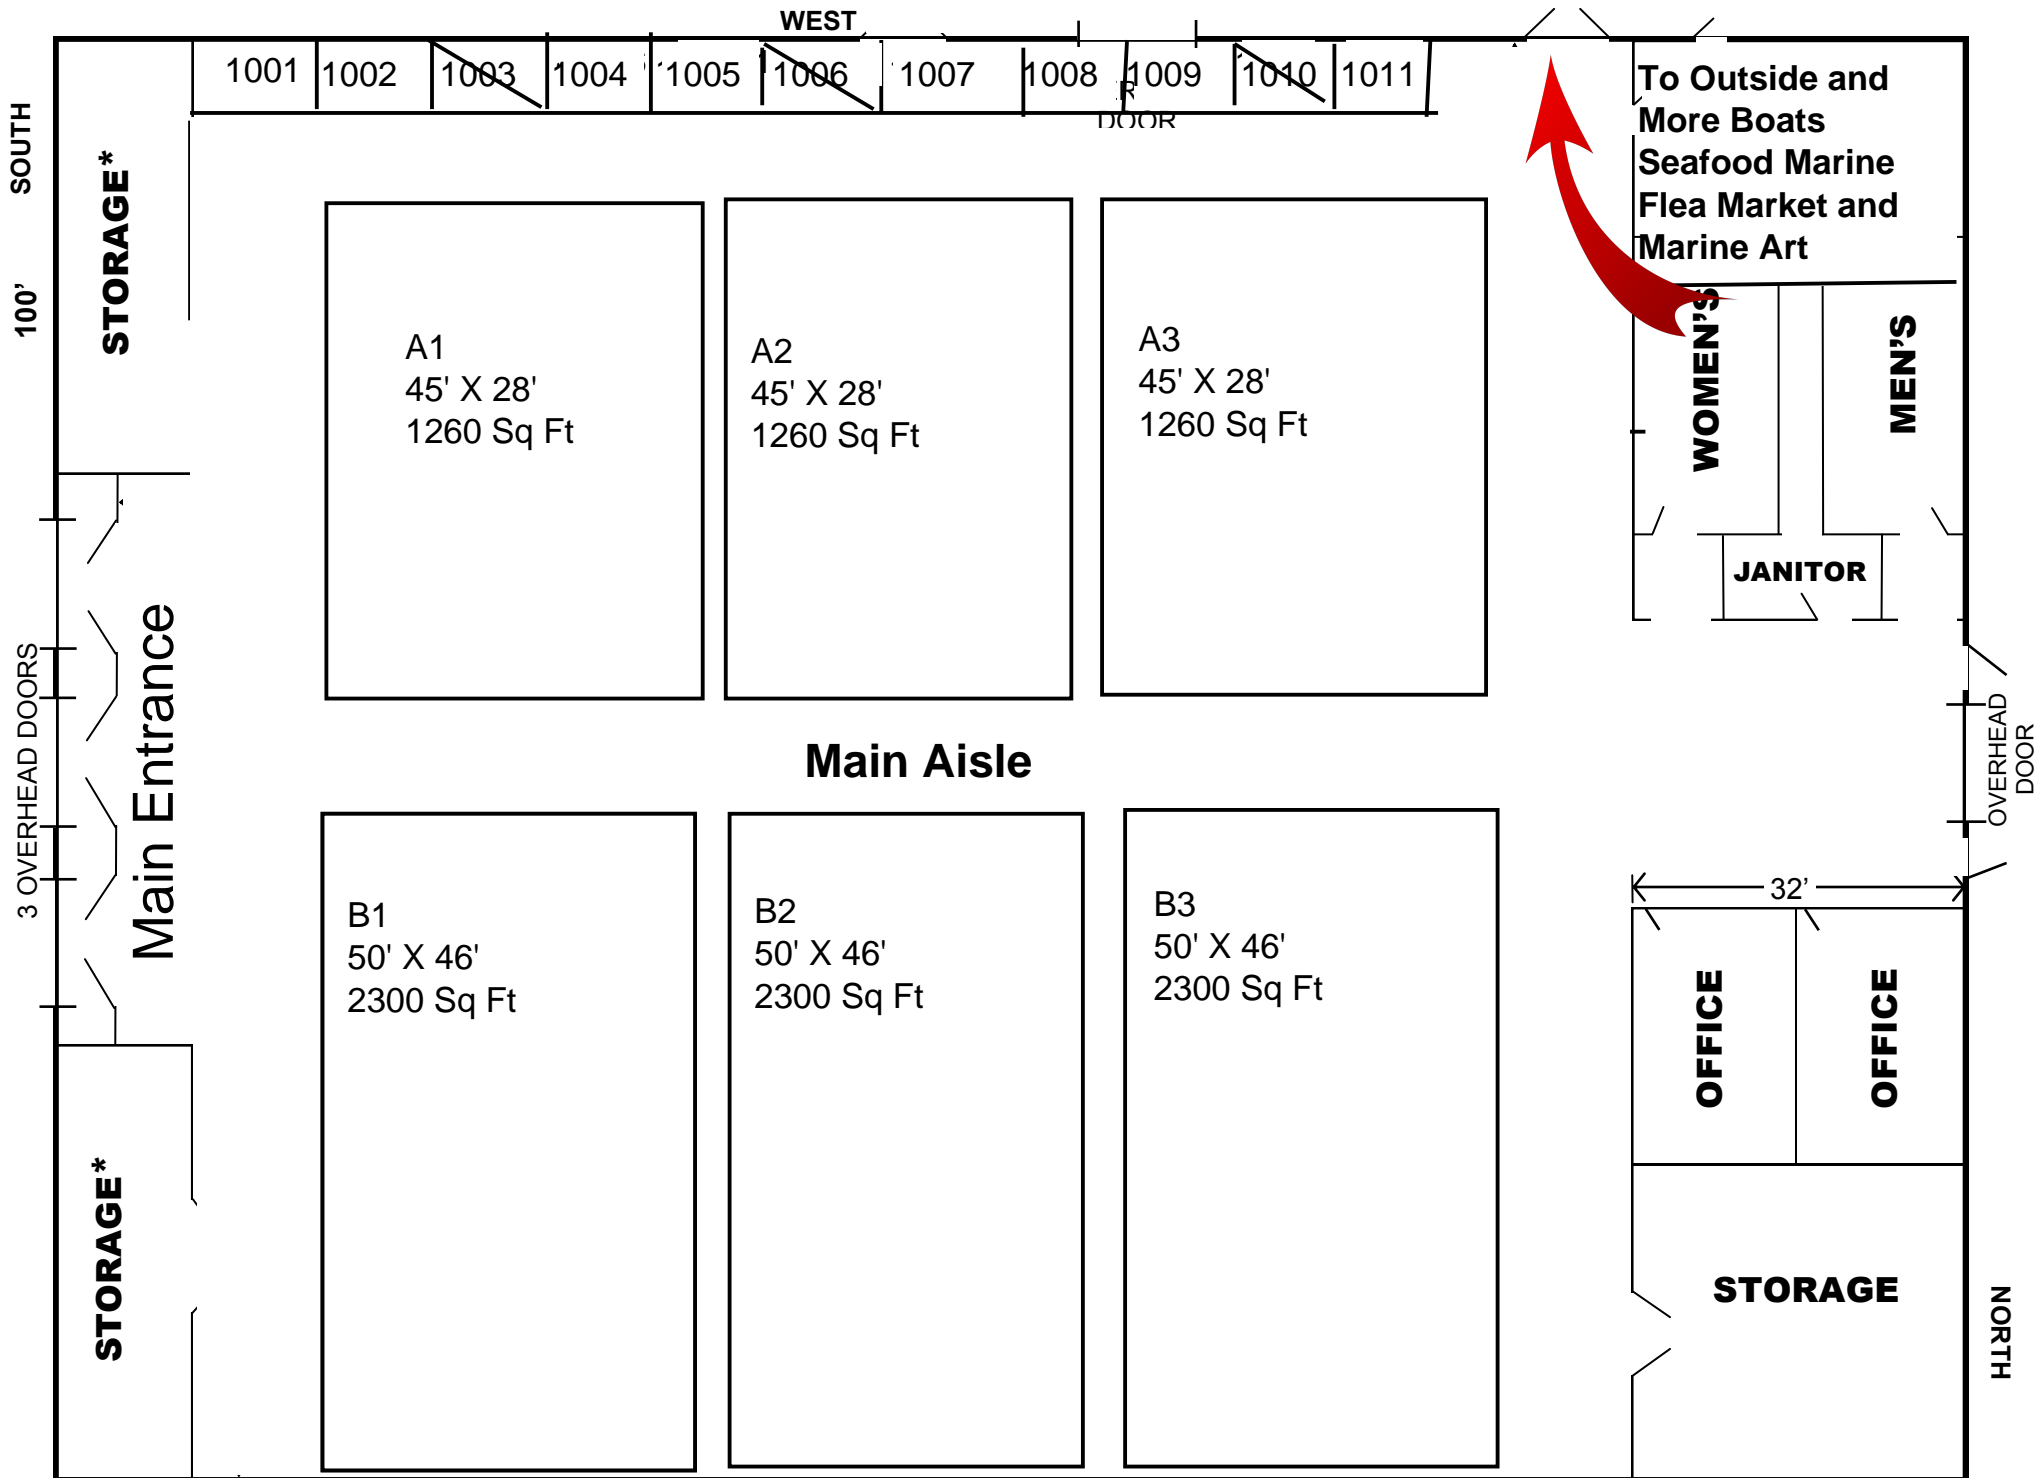 WEST
1001
1002
1003
1004
1005
1006
1007
1008
1009
1010
1011
DOOR
To Outside and
More Boats
Seafood Marine
Flea Market and
Marine Art
SOUTH
100'
STORAGE*
A1
45' X 28'
1260 Sq Ft
A2
45' X 28'
1260 Sq Ft
A3
45' X 28'
1260 Sq Ft
WOMEN'S
MEN'S
JANITOR
3 OVERHEAD DOORS
Main Entrance
Main Aisle
OVERHEAD
DOOR
B1
50' X 46'
2300 Sq Ft
B2
50' X 46'
2300 Sq Ft
B3
50' X 46'
2300 Sq Ft
32'
OFFICE
OFFICE
STORAGE*
STORAGE
NORTH